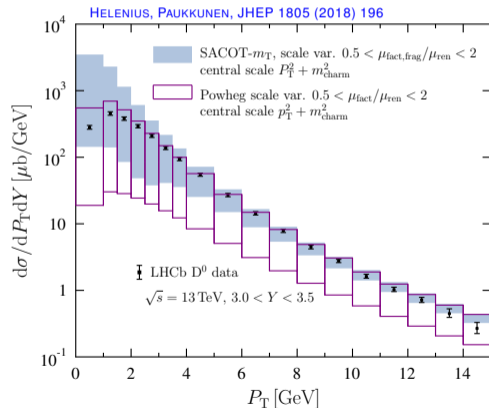 HELENIUS, PAUKKUNEN, JHEP 1805 (2018) 196
SACOT-m_T, scale var. 0.5 < μ_fact,frag/μ_ren < 2
central scale P_T^2 + m_charm^2
Powheg scale var. 0.5 < μ_fact/μ_ren < 2
central scale p_T^2 + m_charm^2
10^4
10^3
10^2
10
1
10^-1
dσ/dP_TdY [μb/GeV]
LHCb D^0 data
√s = 13 TeV, 3.0 < Y < 3.5
0 2 4 6 8 10 12 14
P_T [GeV]